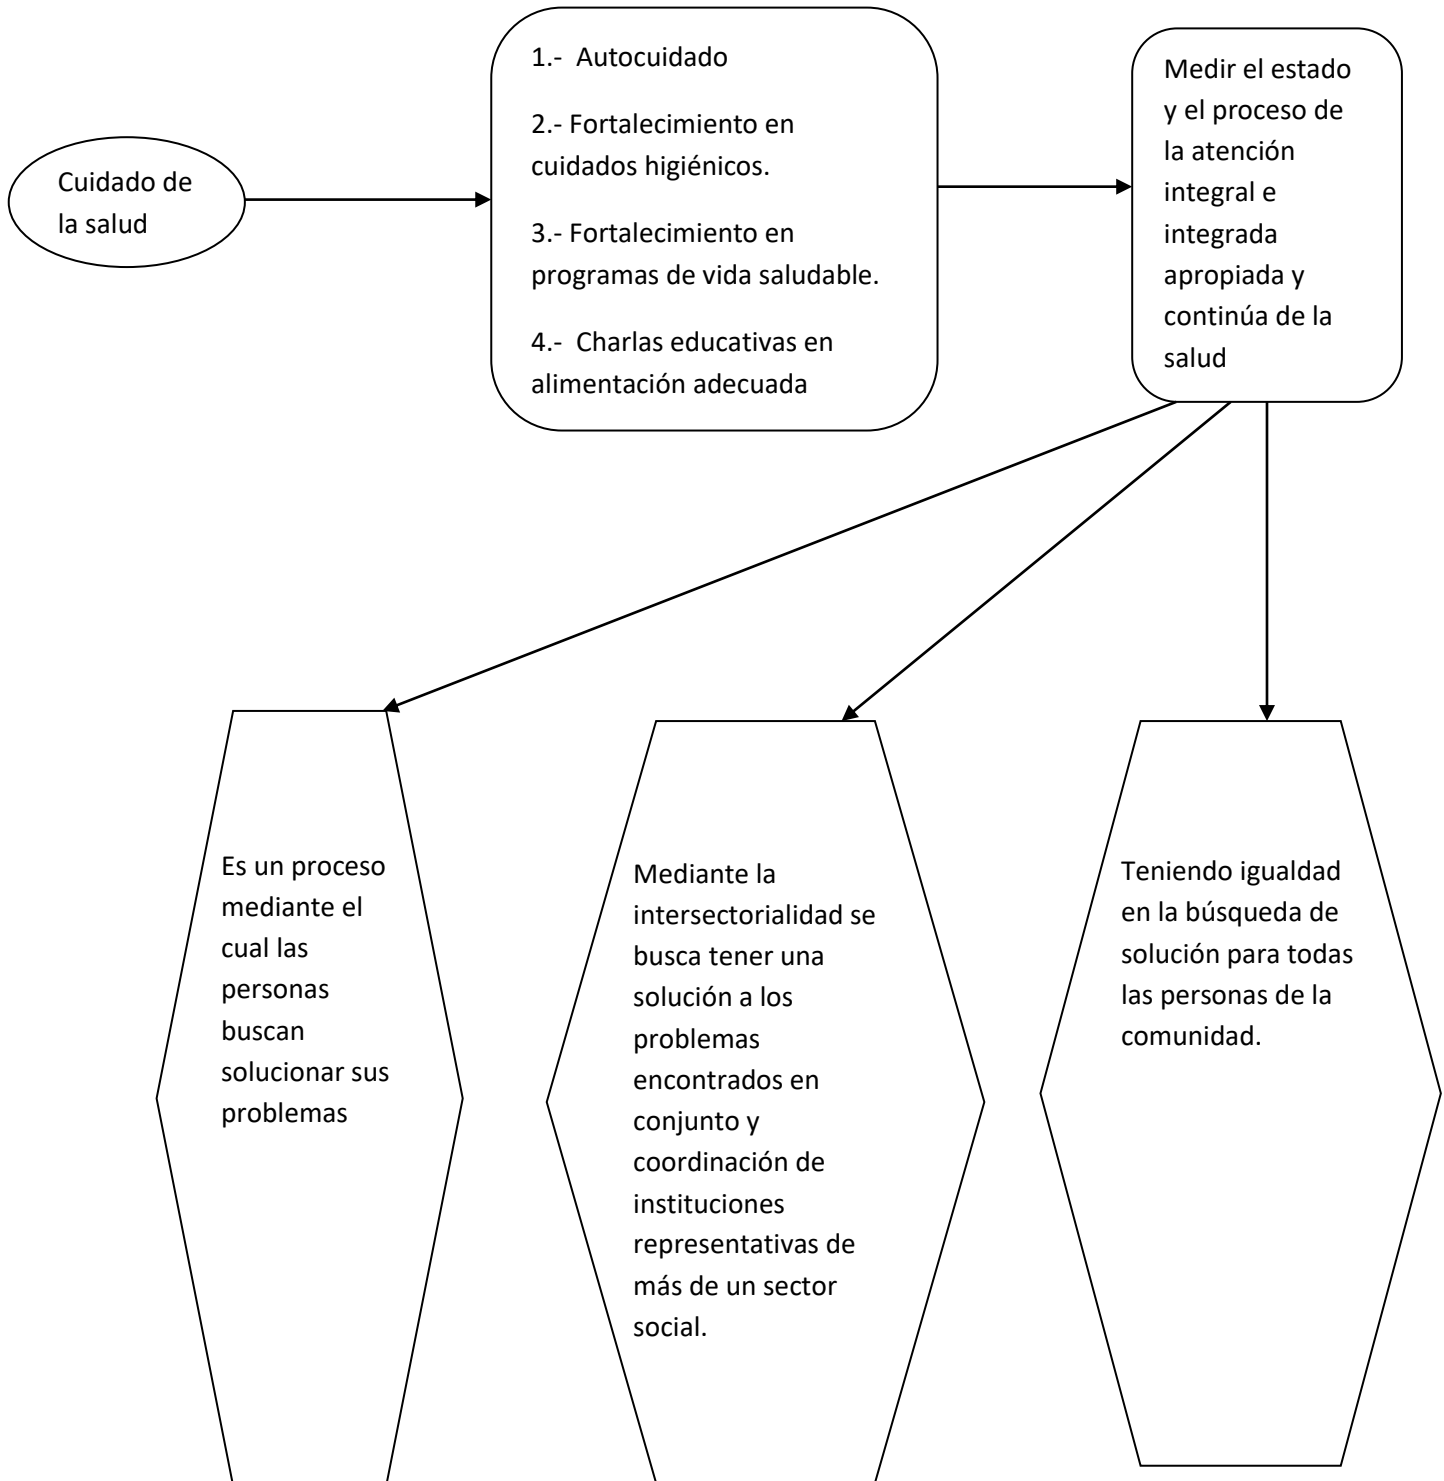 Cuidado de
la salud
1.- Autocuidado
2.- Fortalecimiento en
cuidados higiénicos.
3.- Fortalecimiento en
programas de vida saludable.
4.- Charlas educativas en
alimentación adecuada
Medir el estado
y el proceso de
la atención
integral e
integrada
apropiada y
continúa de la
salud
Es un proceso
mediante el
cual las
personas
buscan
solucionar sus
problemas
Mediante la
intersectorialidad se
busca tener una
solución a los
problemas
encontrados en
conjunto y
coordinación de
instituciones
representativas de
más de un sector
social.
Teniendo igualdad
en la búsqueda de
solución para todas
las personas de la
comunidad.